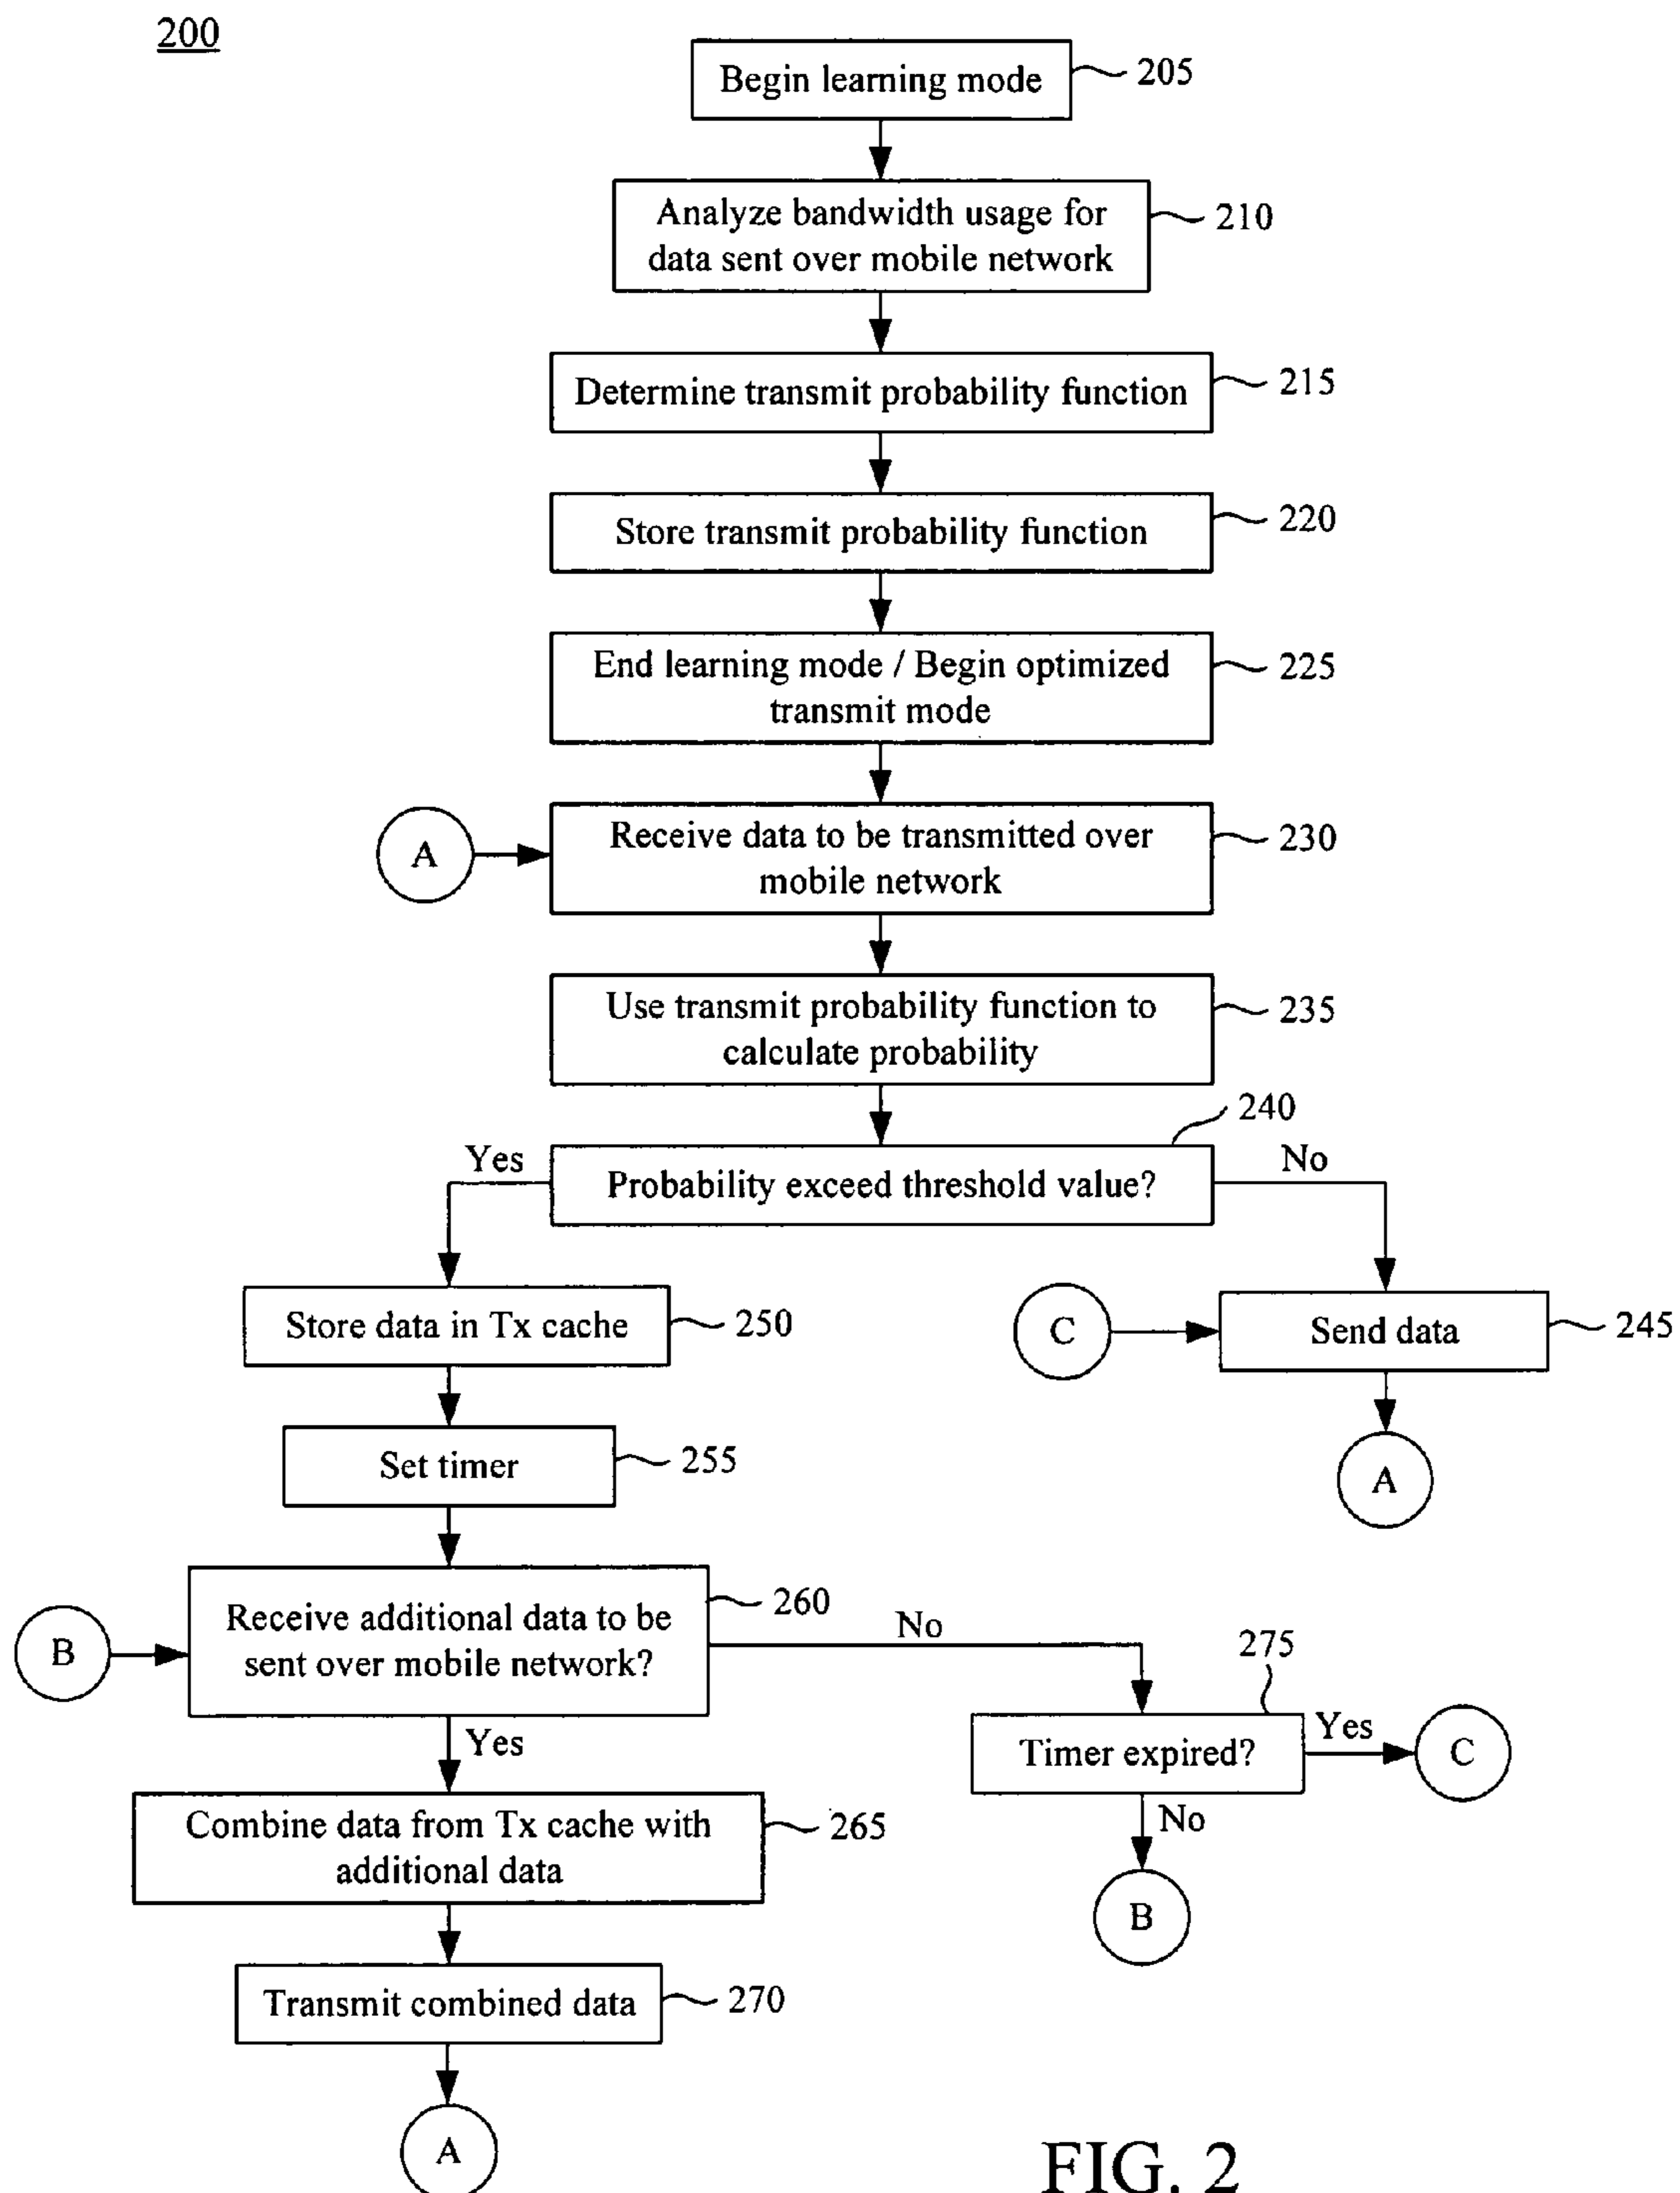 200
Begin learning mode
205
Analyze bandwidth usage for
data sent over mobile network
210
Determine transmit probability function
215
Store transmit probability function
220
End learning mode / Begin optimized
transmit mode
225
A
Receive data to be transmitted over
mobile network
230
Use transmit probability function to
calculate probability
235
240
Yes
Probability exceed threshold value?
No
Store data in Tx cache
250
C
Send data
245
A
Set timer
255
B
Receive additional data to be
sent over mobile network?
260
No
275
Yes
Timer expired?
Yes
C
No
B
Combine data from Tx cache with
additional data
265
Transmit combined data
270
A
FIG. 2